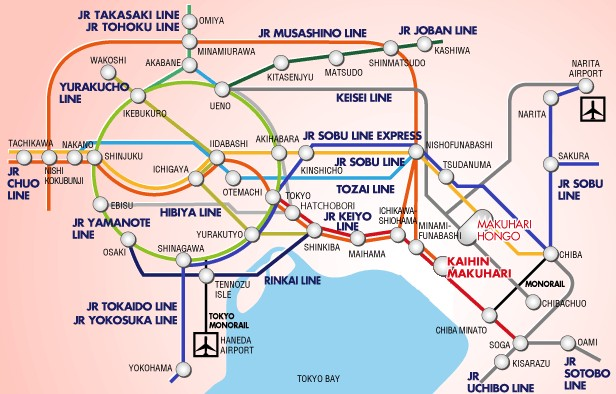 JR TAKASAKI LINE
JR TOHOKU LINE
OMIYA
JR MUSASHINO LINE
JR JOBAN LINE
MINAMIURAWA
KASHIWA
WAKOSHI
AKABANE
KITASENJYU
MATSUDO
SHINMATSUDO
NARITA
AIRPORT
YURAKUCHO
LINE
UENO
KEISEI LINE
IKEBUKURO
NARITA
TACHIKAWA
NAKANO
IIDABASHI
AKIHABARA
JR SOBU LINE EXPRESS
NISHOFUNABASHI
SHINJUKU
KINSHICHO
JR SOBU LINE
TSUDANUMA
SAKURA
JR
CHUO
LINE
NISHI
KOKUBUNJI
ICHIGAYA
OTEMACHI
TOZAI LINE
JR SOBU
LINE
EBISU
HIBIYA LINE
TOKYO
HATCHOBORI
JR KEIYO
LINE
ICHIKAWA-
SHIOHAMA
MINAMI-
FUNABASHI
MAKUHARI
HONGO
JR YAMANOTE
LINE
OSAKI
SHINAGAWA
YURAKUTYO
SHINKIBA
MAIHAMA
KAIHIN
MAKUHARI
CHIBA
RINKAI LINE
TENNOZU
ISLE
MONORAIL
CHIBACHUO
JR TOKAIDO LINE
JR YOKOSUKA LINE
TOKYO
MONORAIL
HANEDA
AIRPORT
CHIBA MINATO
SOGA
OAMI
YOKOHAMA
TOKYO BAY
KISARAZU
JR
UCHIBO LINE
JR
SOTOBO
LINE